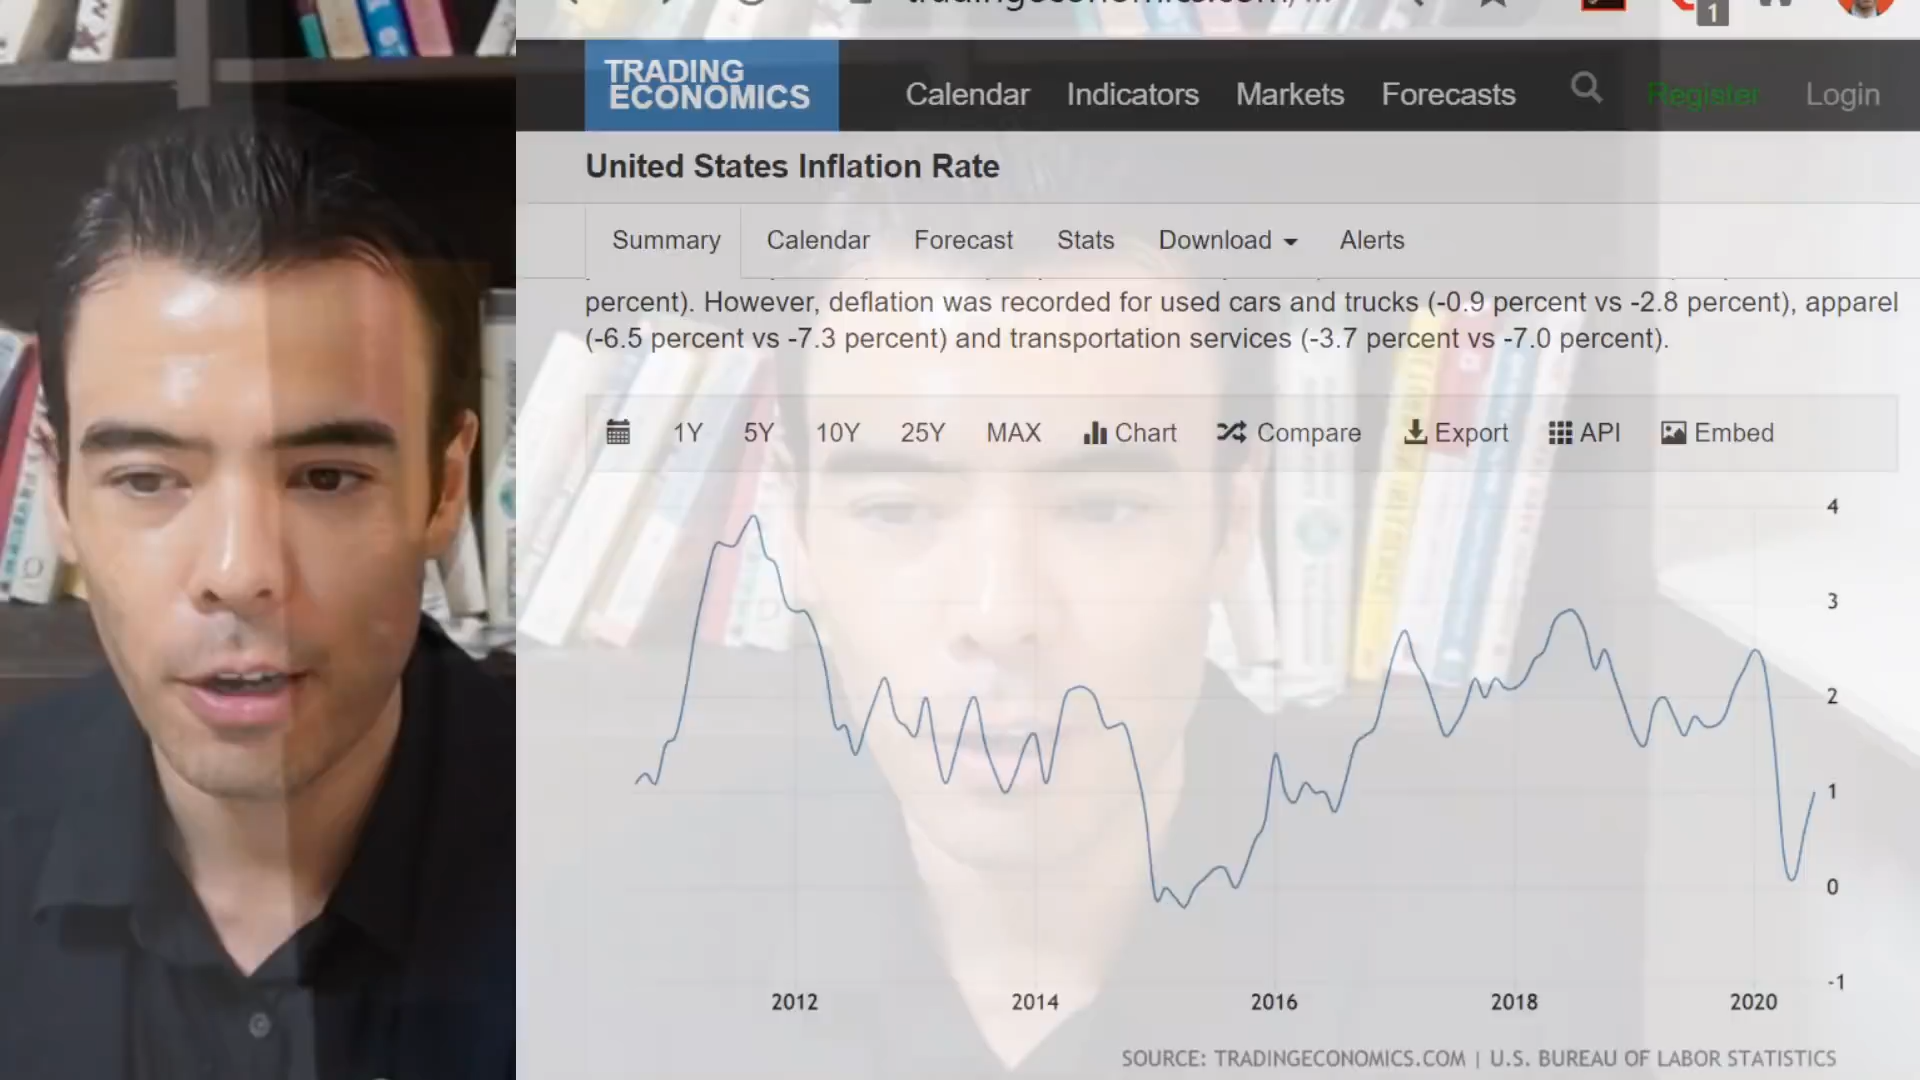 1
TRADING
ECONOMICS
Calendar Indicators Markets Forecasts Register Login
United States Inflation Rate
Summary Calendar Forecast Stats Download Alerts
percent). However, deflation was recorded for used cars and trucks (-0.9 percent vs -2.8 percent), apparel
(-6.5 percent vs -7.3 percent) and transportation services (-3.7 percent vs -7.0 percent).
1Y 5Y 10Y 25Y MAX Chart Compare Export API Embed
4
3
2
1
0
-1
2012 2014 2016 2018 2020
SOURCE: TRADINGECONOMICS.COM | U.S. BUREAU OF LABOR STATISTICS